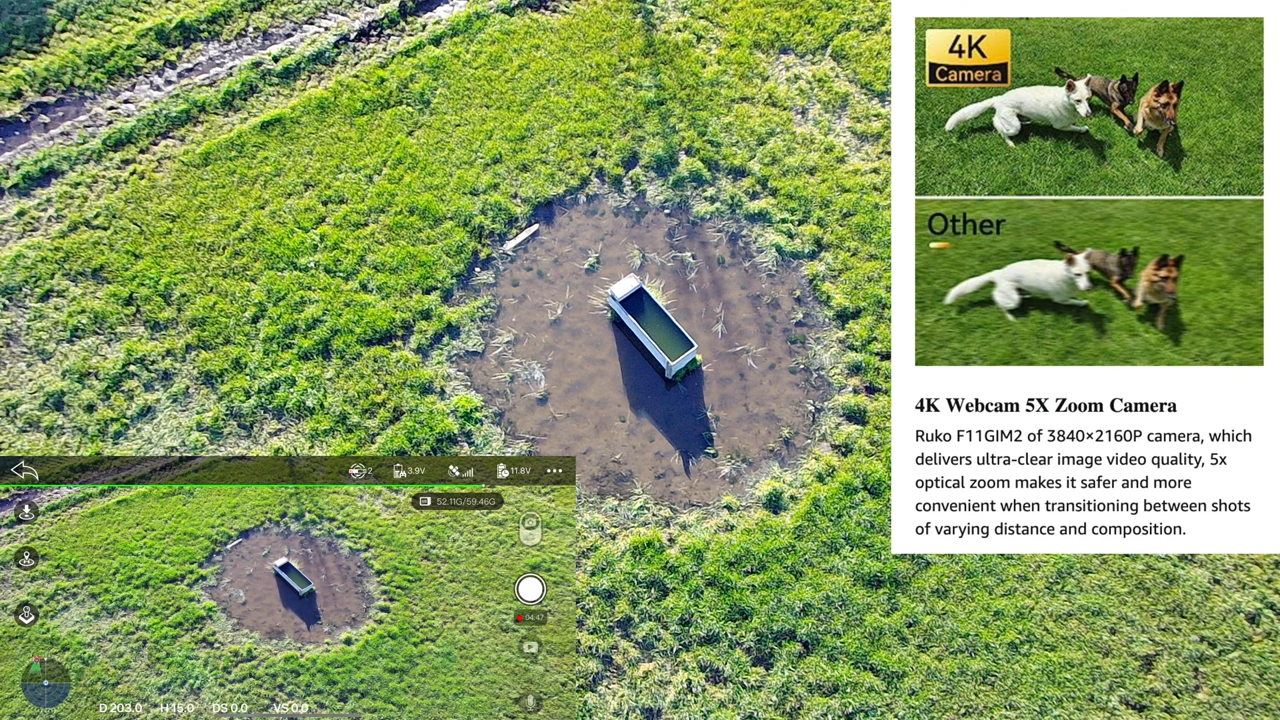 4K
Camera
Other
4K Webcam 5X Zoom Camera
Ruko F11GIM2 of 3840×2160P camera, which
delivers ultra-clear image video quality, 5x
optical zoom makes it safer and more
convenient when transitioning between shots
of varying distance and composition.
2 3.9V 11.8V
52.11G/59.46G
04:47
D 203.0 H 15.0 DS 0.0 VS 0.0